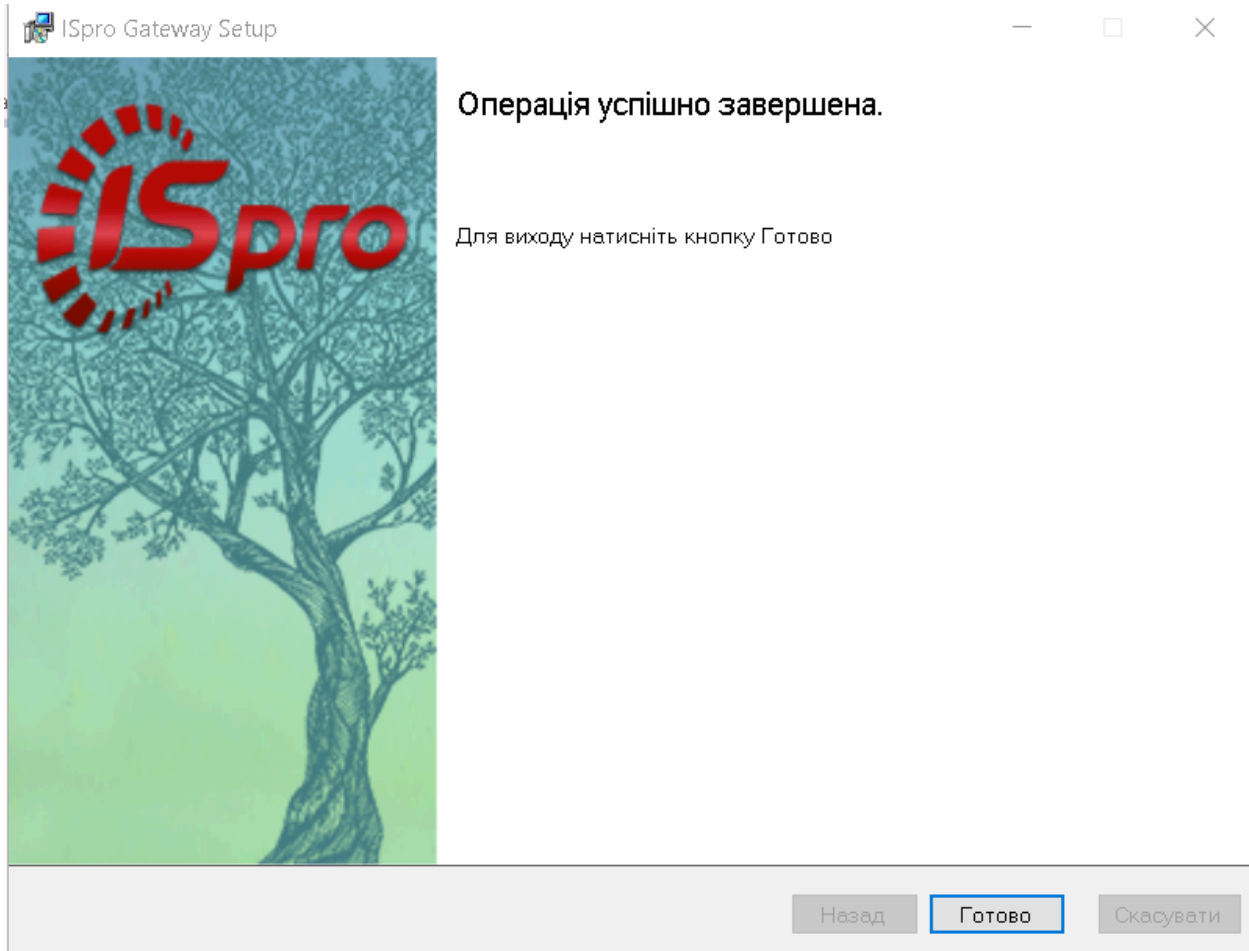 ISpro Gateway Setup
ISpro
Операція успішно завершена.
Для виходу натисніть кнопку Готово
Назад
Готово
Скасувати